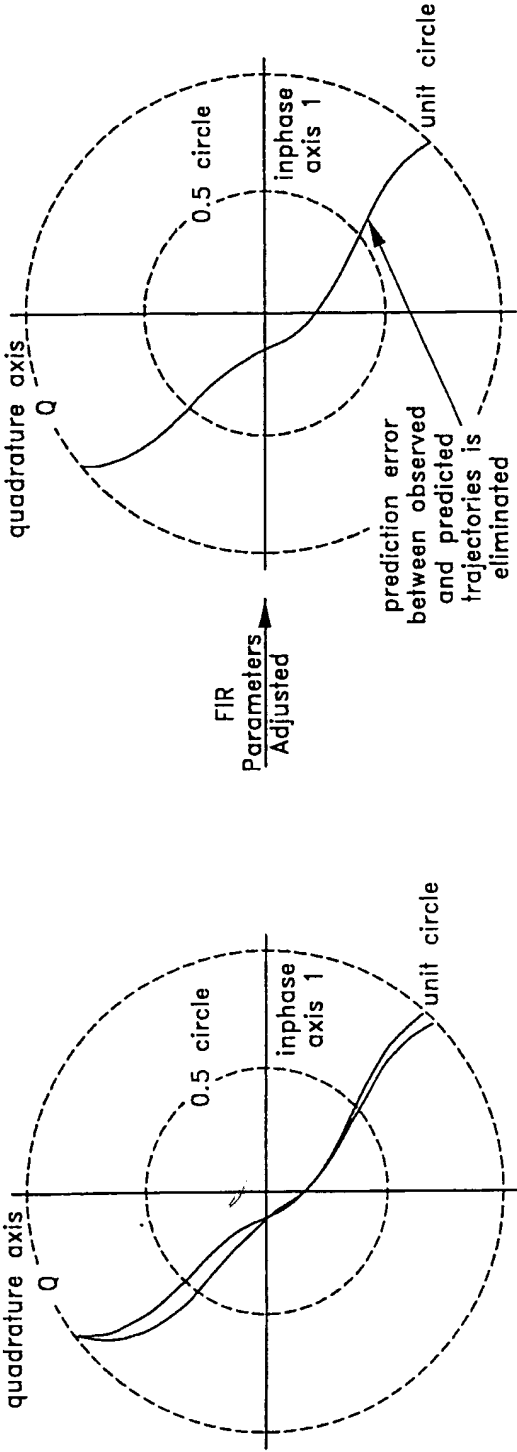 quadrature axis
Q
0.5 circle
inphase
axis 1
unit circle
FIR
Parameters
Adjusted
quadrature axis
Q
0.5 circle
inphase
axis 1
unit circle
prediction error
between observed
and predicted
trajectories is
eliminated